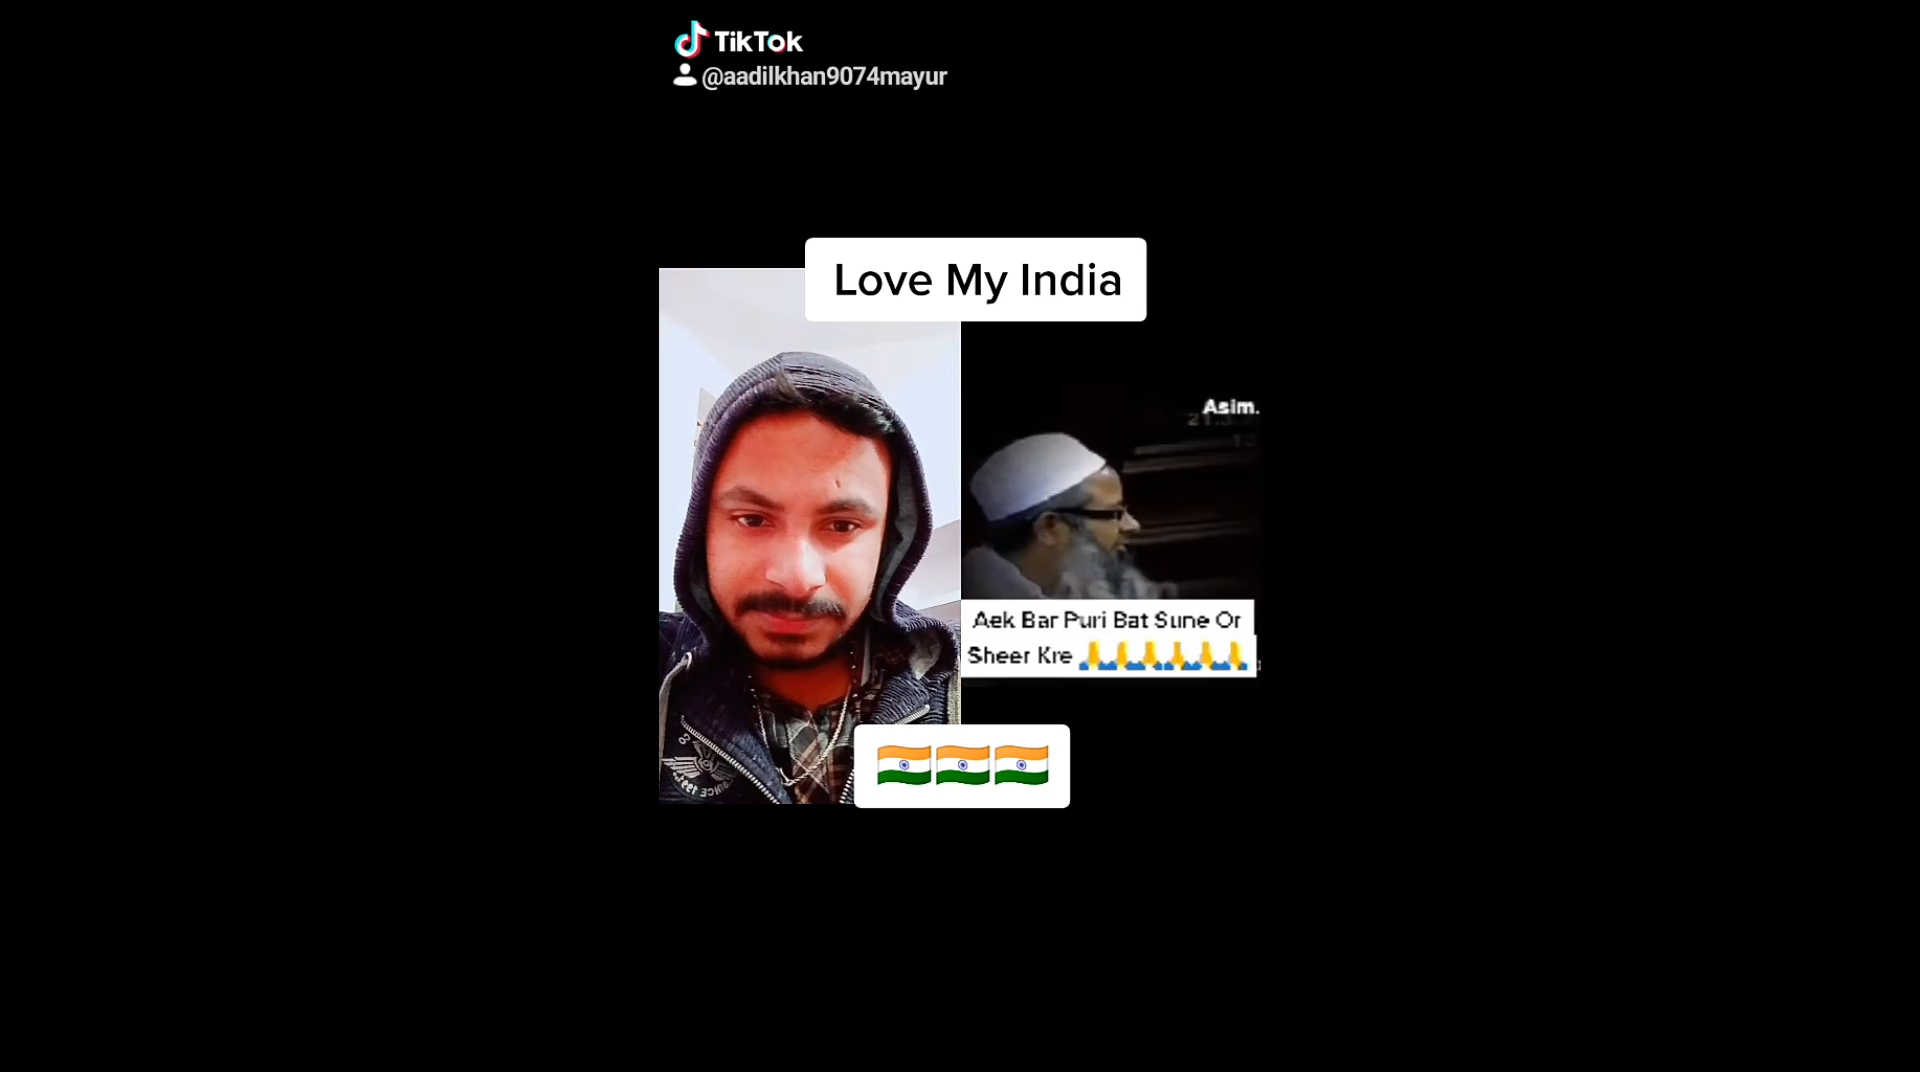 TikTok
@aadilkhan9074mayur
Love My India
Asim.
Aek Bar Puri Bat Sune Or
Sheer Kre 🙏🙏🙏🙏🙏🙏
🇮🇳🇮🇳🇮🇳